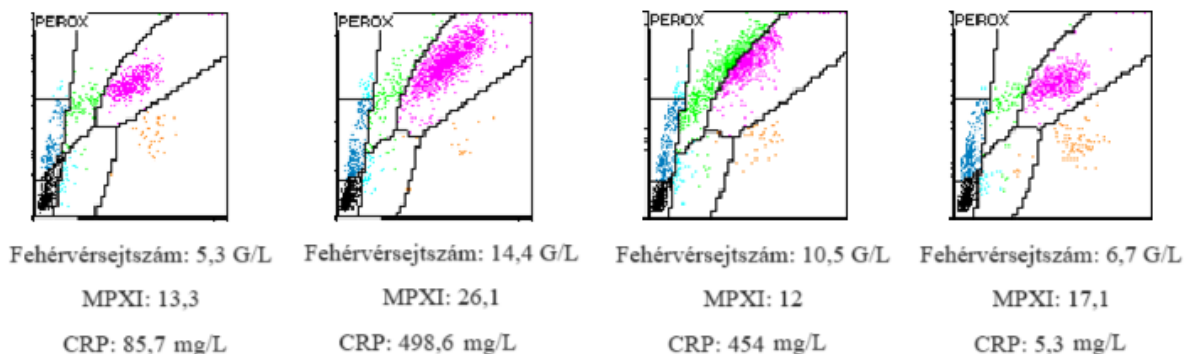 PEROX
PEROX
PEROX
PEROX
Fehérvérsejtszám: 5,3 G/L
MPXI: 13,3
CRP: 85,7 mg/L
Fehérvérsejtszám: 14,4 G/L
MPXI: 26,1
CRP: 498,6 mg/L
Fehérvérsejtszám: 10,5 G/L
MPXI: 12
CRP: 454 mg/L
Fehérvérsejtszám: 6,7 G/L
MPXI: 17,1
CRP: 5,3 mg/L